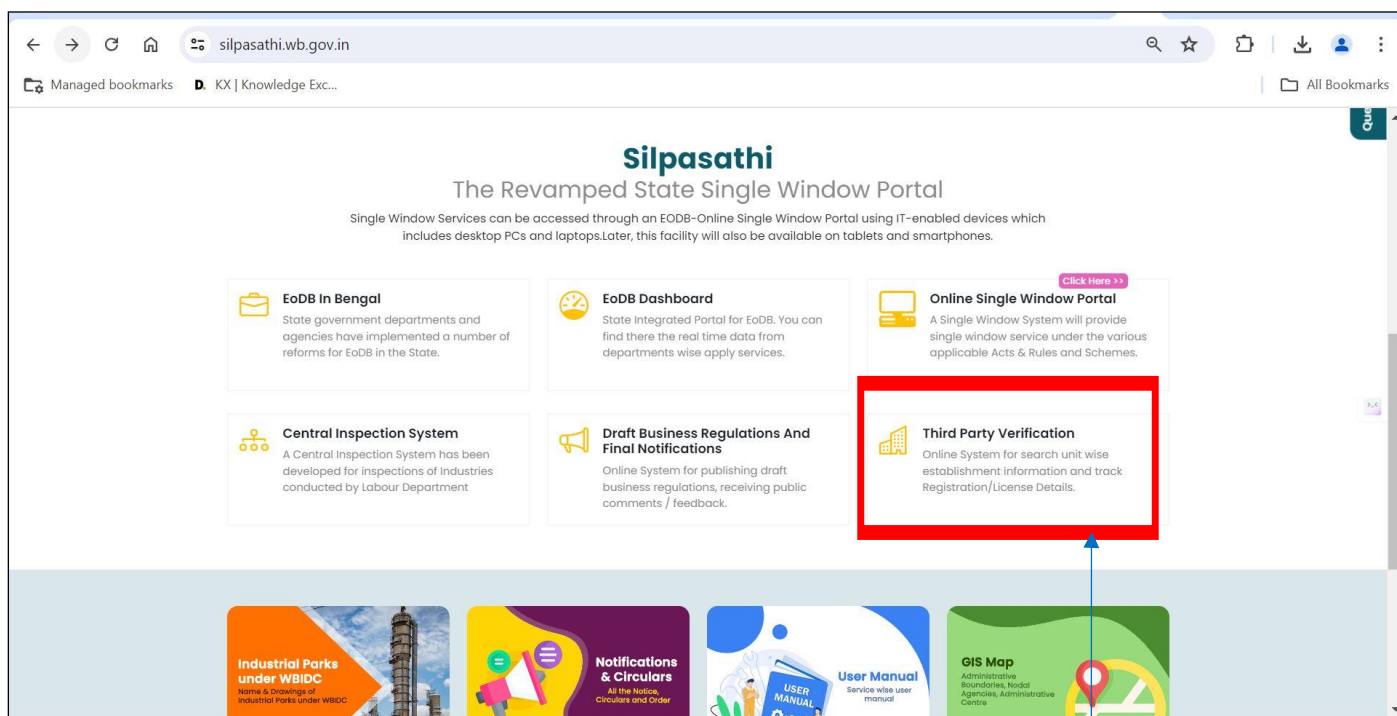 silpasathi.wb.gov.in
Managed bookmarks
D. KX | Knowledge Exc...
All Bookmarks
Que
Silpasathi
The Revamped State Single Window Portal
Single Window Services can be accessed through an EODB-Online Single Window Portal using IT-enabled devices which
includes desktop PCs and laptops.Later, this facility will also be available on tablets and smartphones.
EoDB In Bengal
State government departments and
agencies have implemented a number of
reforms for EoDB in the State.
EoDB Dashboard
State Integrated Portal for EoDB. You can
find there the real time data from
departments wise apply services.
Click Here >>
Online Single Window Portal
A Single Window System will provide
single window service under the various
applicable Acts & Rules and Schemes.
Central Inspection System
A Central Inspection System has been
developed for inspections of Industries
conducted by Labour Department
Draft Business Regulations And
Final Notifications
Online System for publishing draft
business regulations, receiving public
comments / feedback.
Third Party Verification
Online System for search unit wise
establishment information and track
Registration/License Details.
Industrial Parks
under WBIDC
Name & Drawings of
Industrial Parks under WBIDC
Notifications
& Circulars
All the Notice,
Circulars and Order
USER
MANUAL
User Manual
Service wise user
manual
GIS Map
Administrative
Boundaries, Nodal
Agencies, Administrative
Centre